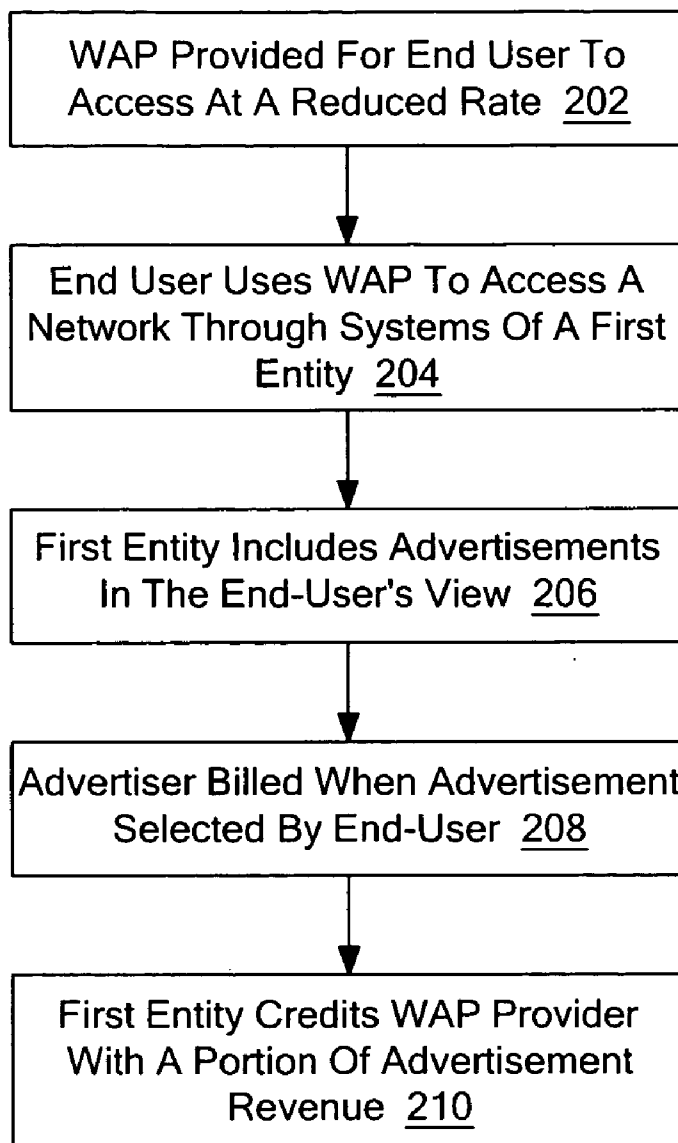 WAP Provided For End User To
Access At A Reduced Rate 202
End User Uses WAP To Access A
Network Through Systems Of A First
Entity 204
First Entity Includes Advertisements
In The End-User's View 206
Advertiser Billed When Advertisement
Selected By End-User 208
First Entity Credits WAP Provider
With A Portion Of Advertisement
Revenue 210